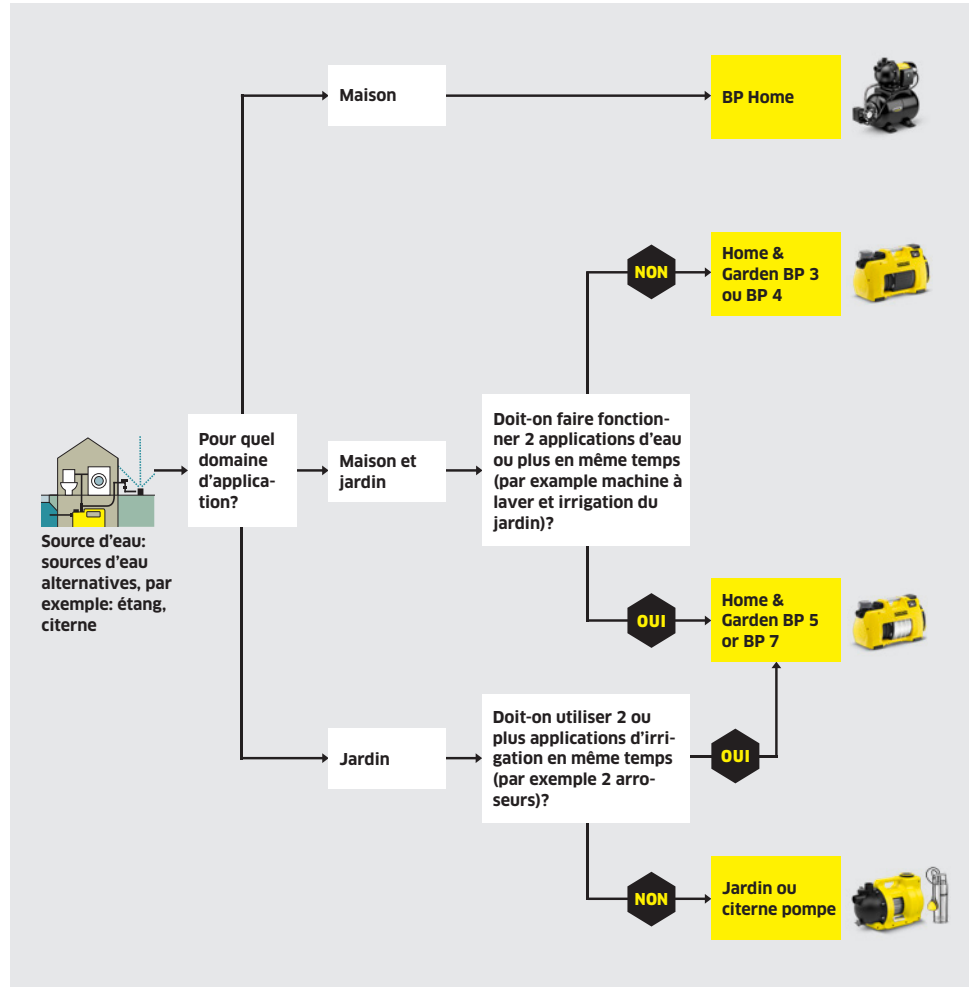 Maison
BP Home
NON
Home &
Garden BP 3
ou BP 4
Pour quel
domaine
d'applica-
tion?
Maison et
jardin
Doit-on faire fonction-
ner 2 applications d'eau
ou plus en même temps
(par example machine à
laver et irrigation du
jardin)?
Source d'eau:
sources d'eau
alternatives, par
exemple: étang,
citerne
OUI
Home &
Garden BP 5
or BP 7
Jardin
Doit-on utiliser 2 ou
plus applications d'irri-
gation en même temps
(par exemple 2 arro-
seurs)?
OUI
NON
Jardin ou
citerne pompe